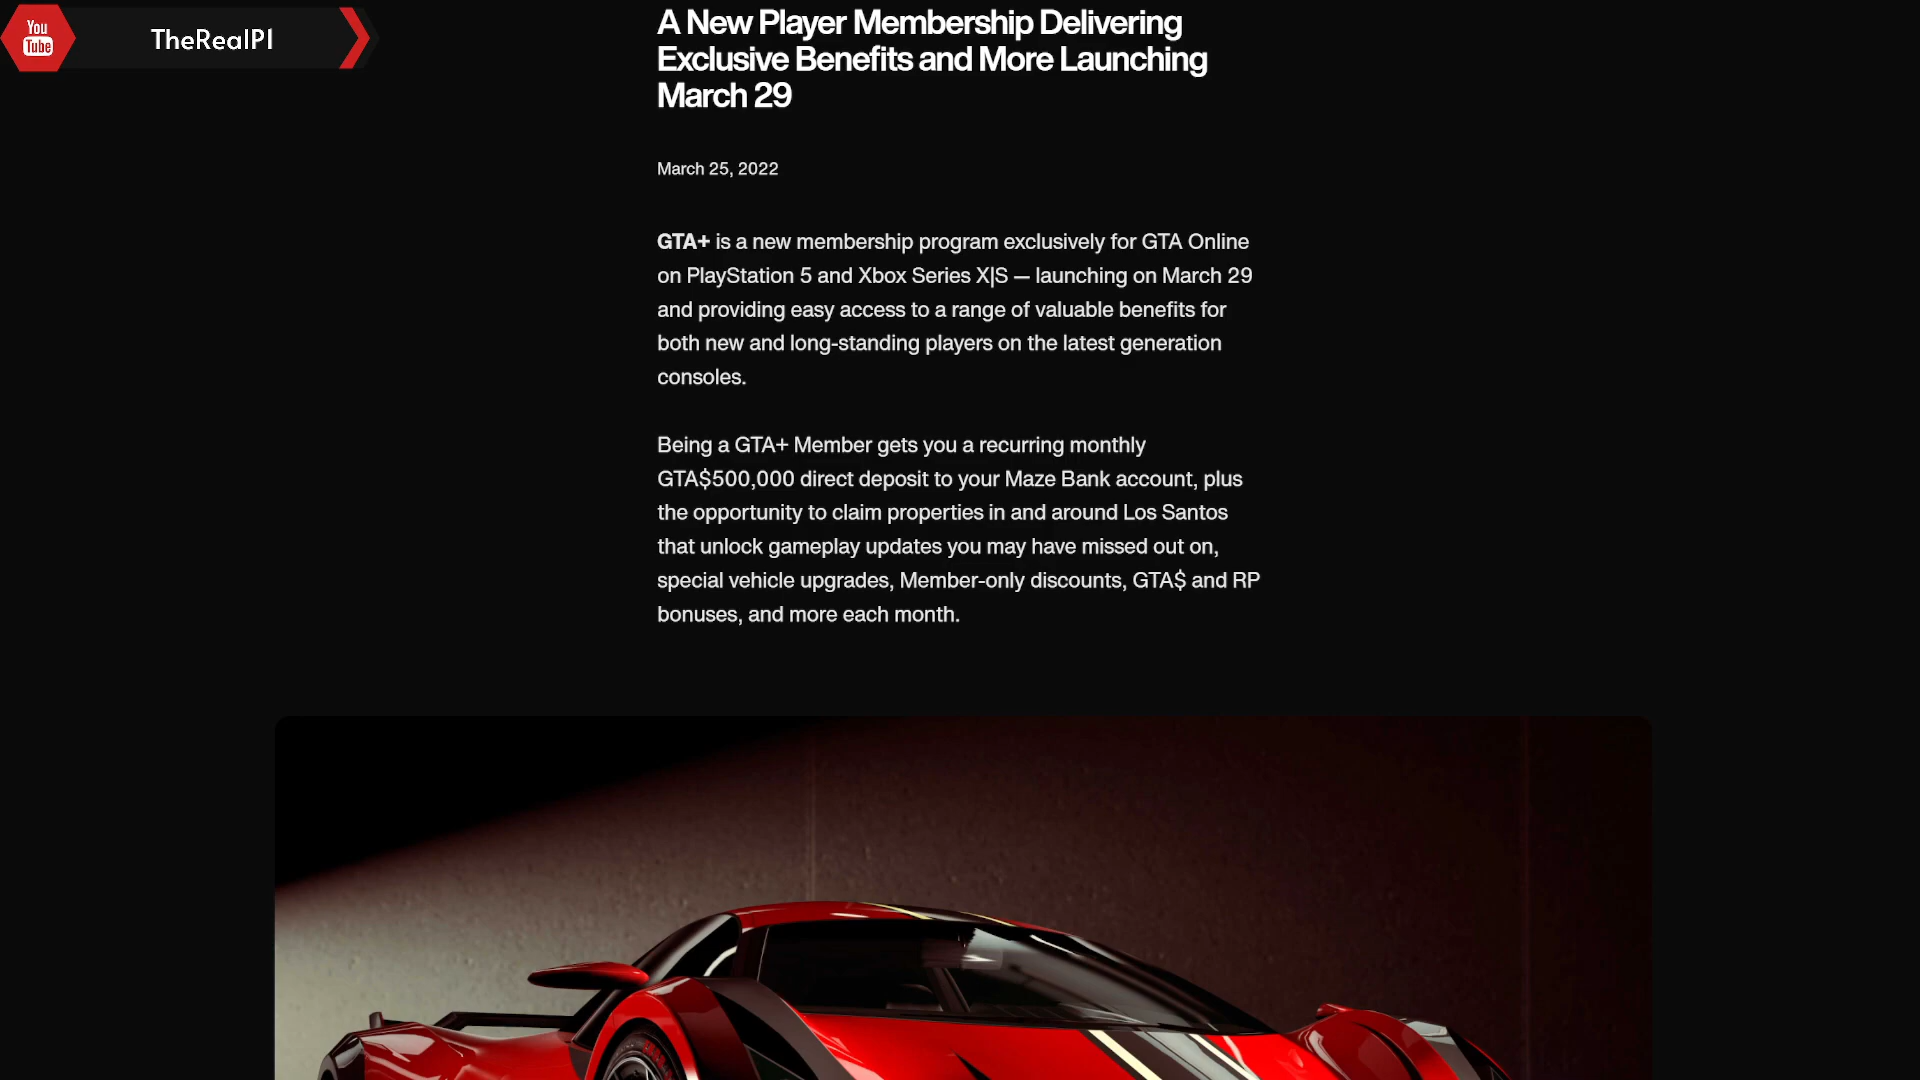 You
Tube
TheRealPI
A New Player Membership Delivering
Exclusive Benefits and More Launching
March 29
March 25, 2022
GTA+ is a new membership program exclusively for GTA Online
on PlayStation 5 and Xbox Series X|S — launching on March 29
and providing easy access to a range of valuable benefits for
both new and long-standing players on the latest generation
consoles.
Being a GTA+ Member gets you a recurring monthly
GTA$500,000 direct deposit to your Maze Bank account, plus
the opportunity to claim properties in and around Los Santos
that unlock gameplay updates you may have missed out on,
special vehicle upgrades, Member-only discounts, GTA$ and RP
bonuses, and more each month.